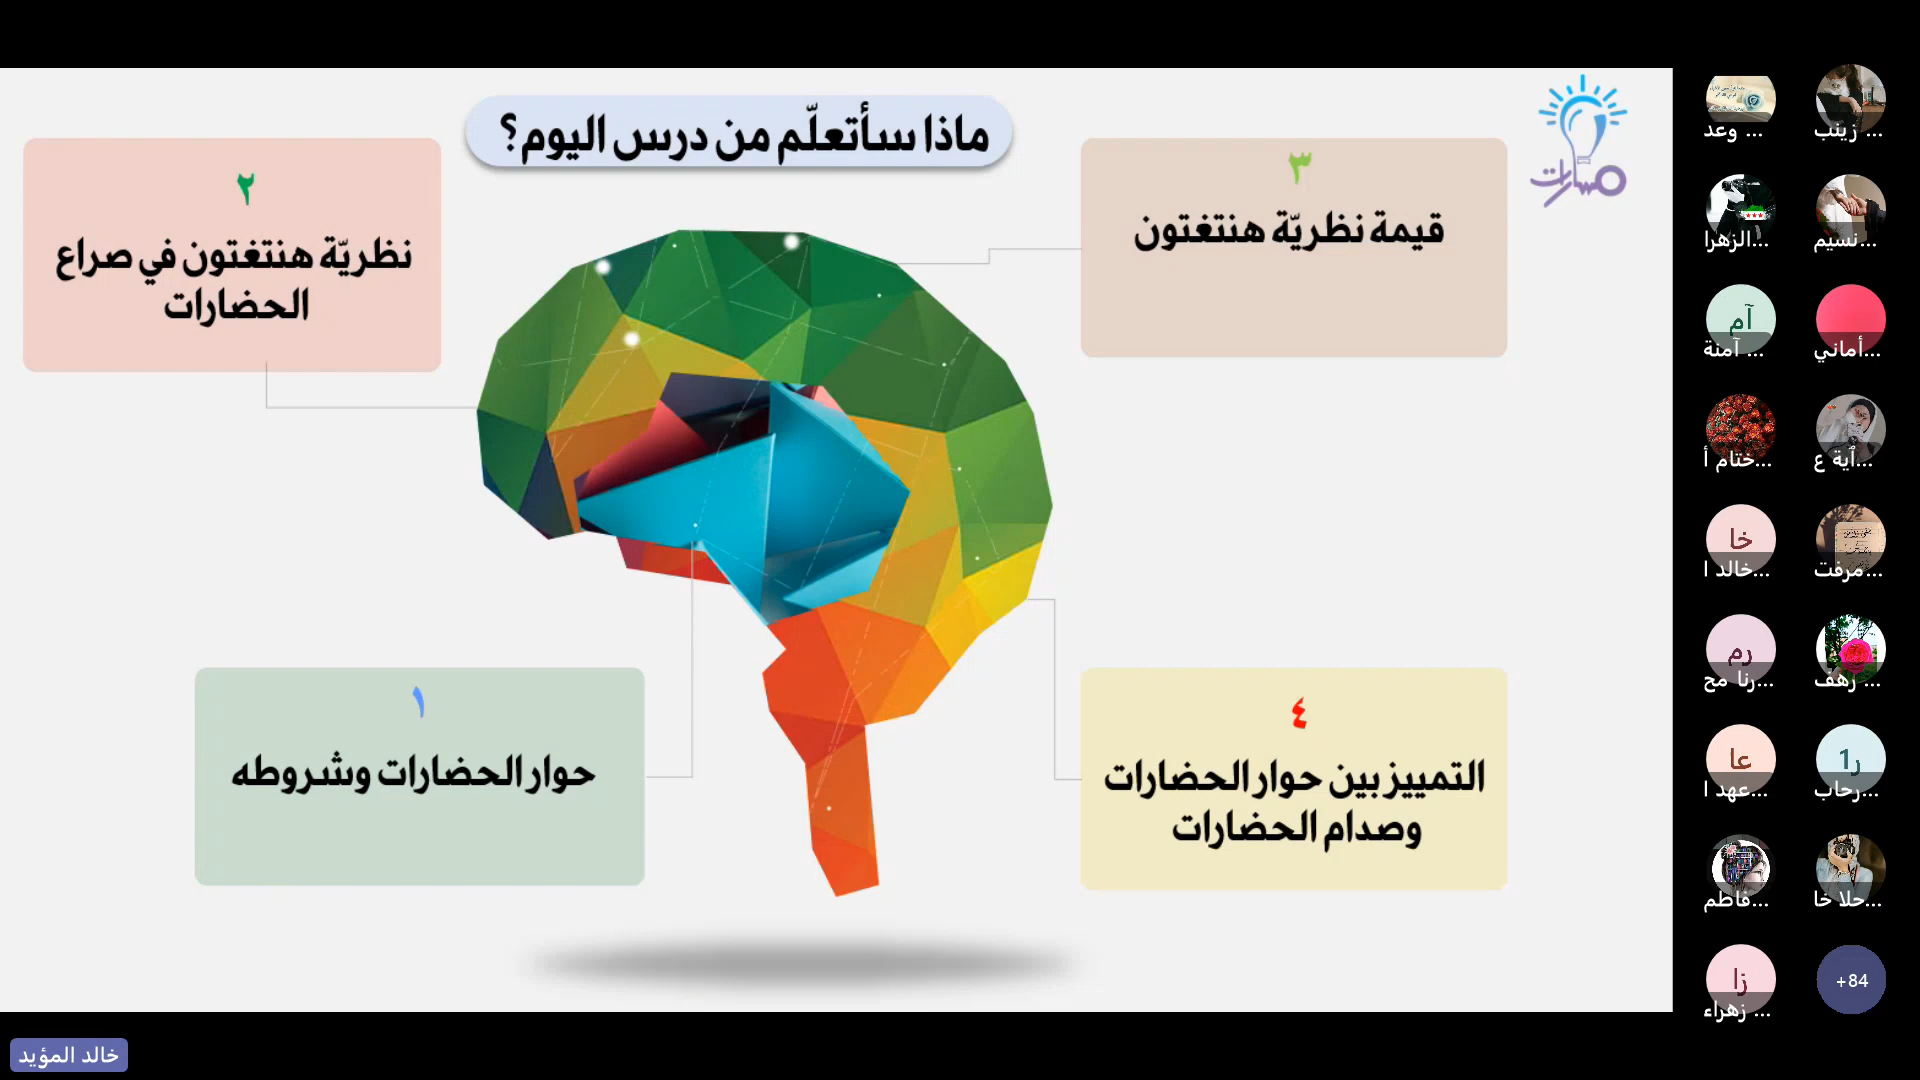 ماذا سأتعلّم من درس اليوم؟
مسارات
١
حوار الحضارات وشروطه
٢
نظريّة هنتغتون في صراع
الحضارات
٣
قيمة نظريّة هنتغتون
٤
التمييز بين حوار الحضارات
وصدام الحضارات
زينب ...
وعد ...
نسيم...
الزهرا...
أماني...
آم
آمنة ...
آية ع...
ختام أ...
مرفت...
خا
خالد ا...
رهف ...
رم
رنا مح...
ر1
رحاب...
عا
عهد ا...
حلا خا...
فاطم...
+84
زا
زهراء ...
خالد المؤيد